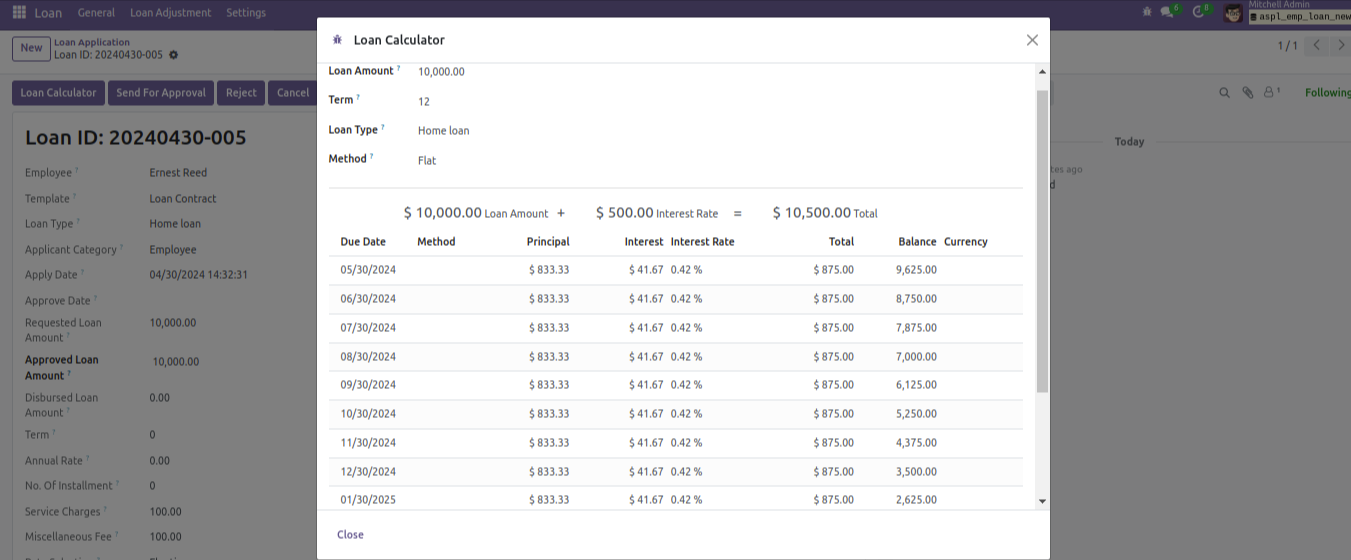 Loan General Loan Adjustment Settings 6 8 Mitchell Admin
aspl_emp_loan_new
New Loan Application
Loan ID: 20240430-005
1 / 1
Loan Calculator Send For Approval Reject Cancel
1 Following
Loan ID: 20240430-005
Employee ? Ernest Reed
Template ? Loan Contract
Loan Type ? Home loan
Applicant Category ? Employee
Apply Date ? 04/30/2024 14:32:31
Approve Date ?
Requested Loan
Amount ? 10,000.00
Approved Loan
Amount ? 10,000.00
Disbursed Loan
Amount ? 0.00
Term ? 0
Annual Rate ? 0.00
No. Of Installment ? 0
Service Charges ? 100.00
Miscellaneous Fee ? 100.00
Loan Calculator
Loan Amount ? 10,000.00
Term ? 12
Loan Type ? Home loan
Method ? Flat
$ 10,000.00 Loan Amount + $ 500.00 Interest Rate = $ 10,500.00 Total
Due Date Method Principal Interest Interest Rate Total Balance Currency
05/30/2024 $ 833.33 $ 41.67 0.42 % $ 875.00 9,625.00
06/30/2024 $ 833.33 $ 41.67 0.42 % $ 875.00 8,750.00
07/30/2024 $ 833.33 $ 41.67 0.42 % $ 875.00 7,875.00
08/30/2024 $ 833.33 $ 41.67 0.42 % $ 875.00 7,000.00
09/30/2024 $ 833.33 $ 41.67 0.42 % $ 875.00 6,125.00
10/30/2024 $ 833.33 $ 41.67 0.42 % $ 875.00 5,250.00
11/30/2024 $ 833.33 $ 41.67 0.42 % $ 875.00 4,375.00
12/30/2024 $ 833.33 $ 41.67 0.42 % $ 875.00 3,500.00
01/30/2025 $ 833.33 $ 41.67 0.42 % $ 875.00 2,625.00
Close
Today
tes ago
d